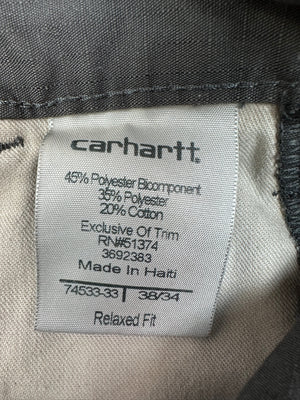 carhartt.
45% Polyester Bicomponent
35% Polyester
20% Cotton
Exclusive Of Trim
RN#51374
3692383
Made In Haiti
74533-33 | 38/34
Relaxed Fit